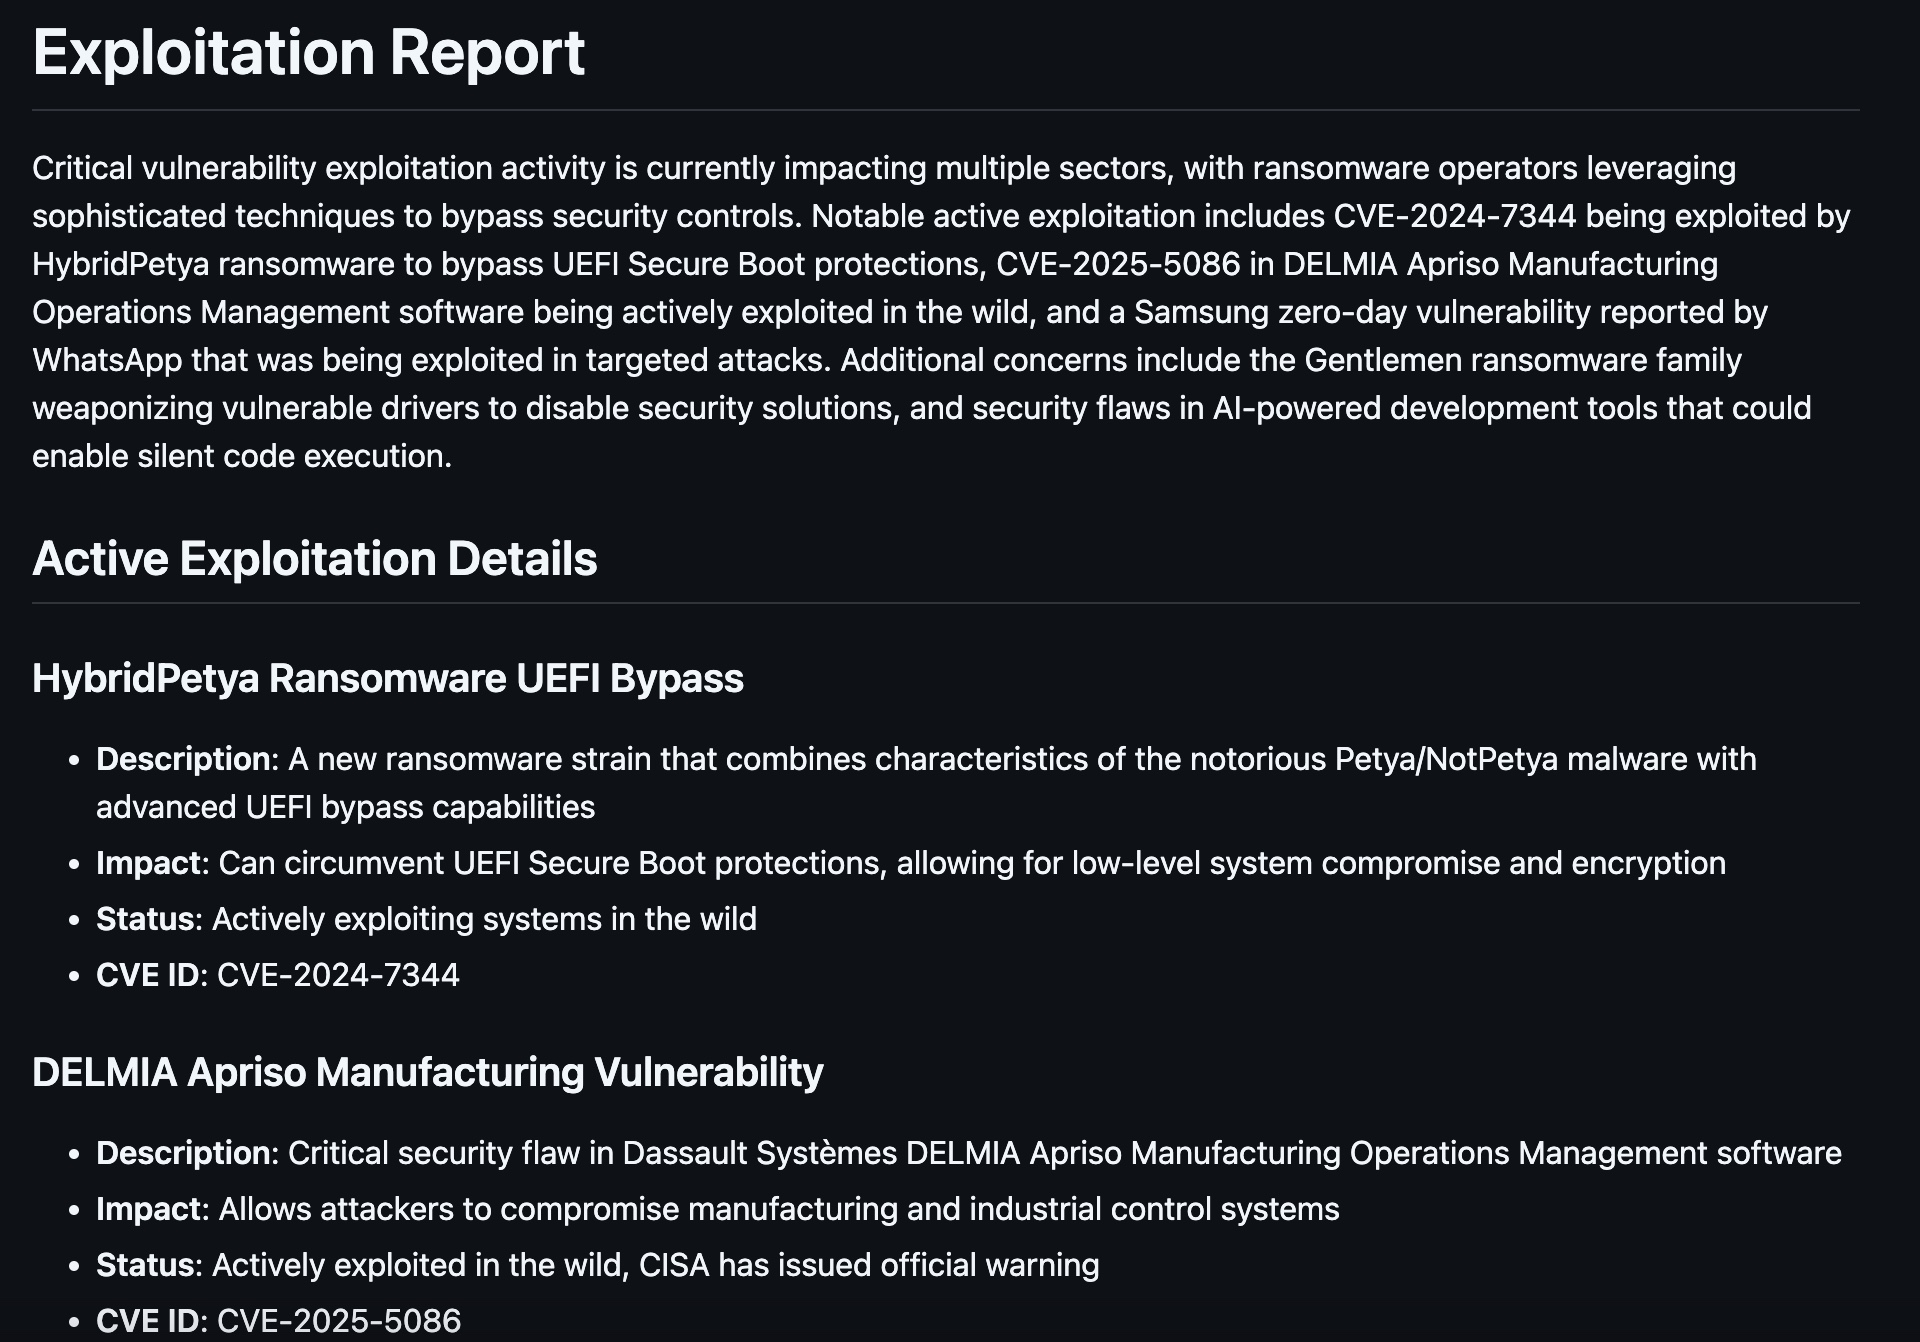 Exploitation Report
Critical vulnerability exploitation activity is currently impacting multiple sectors, with ransomware operators leveraging
sophisticated techniques to bypass security controls. Notable active exploitation includes CVE-2024-7344 being exploited by
HybridPetya ransomware to bypass UEFI Secure Boot protections, CVE-2025-5086 in DELMIA Apriso Manufacturing
Operations Management software being actively exploited in the wild, and a Samsung zero-day vulnerability reported by
WhatsApp that was being exploited in targeted attacks. Additional concerns include the Gentlemen ransomware family
weaponizing vulnerable drivers to disable security solutions, and security flaws in AI-powered development tools that could
enable silent code execution.
Active Exploitation Details
HybridPetya Ransomware UEFI Bypass
• Description: A new ransomware strain that combines characteristics of the notorious Petya/NotPetya malware with
advanced UEFI bypass capabilities
• Impact: Can circumvent UEFI Secure Boot protections, allowing for low-level system compromise and encryption
• Status: Actively exploiting systems in the wild
• CVE ID: CVE-2024-7344
DELMIA Apriso Manufacturing Vulnerability
• Description: Critical security flaw in Dassault Systèmes DELMIA Apriso Manufacturing Operations Management software
• Impact: Allows attackers to compromise manufacturing and industrial control systems
• Status: Actively exploited in the wild, CISA has issued official warning
• CVE ID: CVE-2025-5086